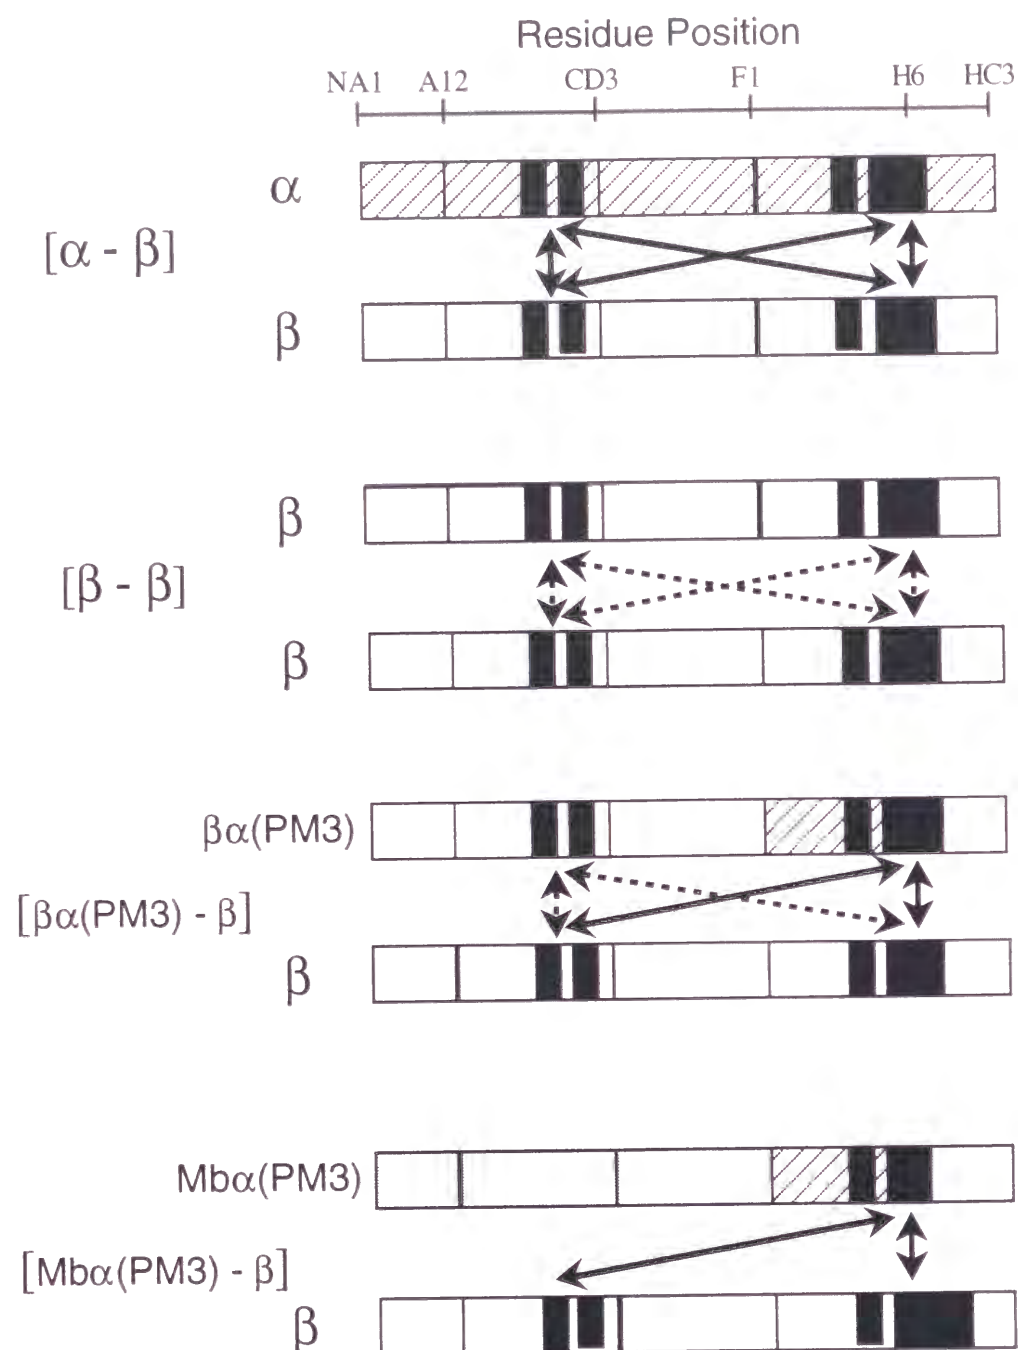 Residue Position
NA1 A12 CD3 F1 H6 HC3
α
[α - β]
β
β
[β - β]
β
βα(PM3)
[βα(PM3) - β]
β
Mbα(PM3)
[Mbα(PM3) - β]
β